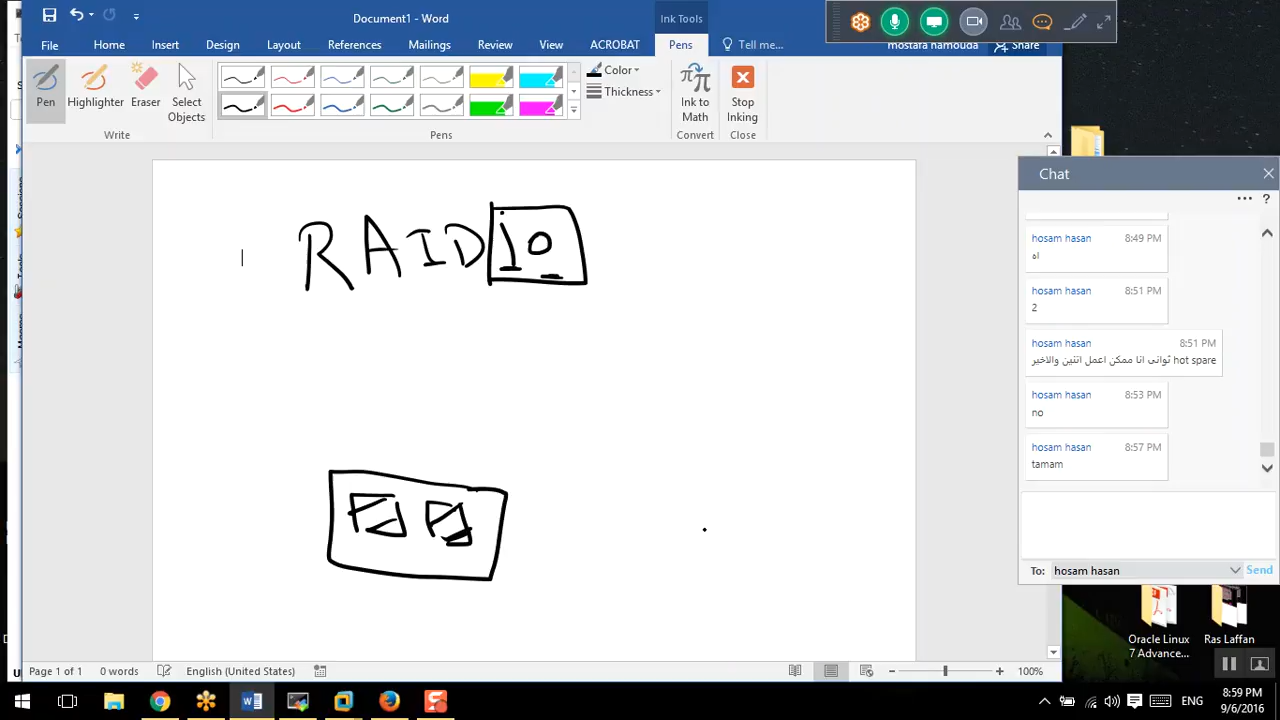 Document1 - Word
Ink Tools
File
Home
Insert
Design
Layout
References
Mailings
Review
View
ACROBAT
Pens
Tell me...
mostafa hamouda
Share
Pen
Highlighter
Eraser
Select Objects
Color
Thickness
Ink to Math
Stop Inking
Write
Pens
Convert
Close
RAID 10
Chat
hosam hasan 8:49 PM
اه
hosam hasan 8:51 PM
2
hosam hasan 8:51 PM
ثوانى انا ممكن اعمل اتنين والاخير hot spare
hosam hasan 8:53 PM
no
hosam hasan 8:57 PM
tamam
To: hosam hasan Send
Oracle Linux 7 Advance...
Ras Laffan
Page 1 of 1
0 words
English (United States)
100%
ENG
8:59 PM
9/6/2016